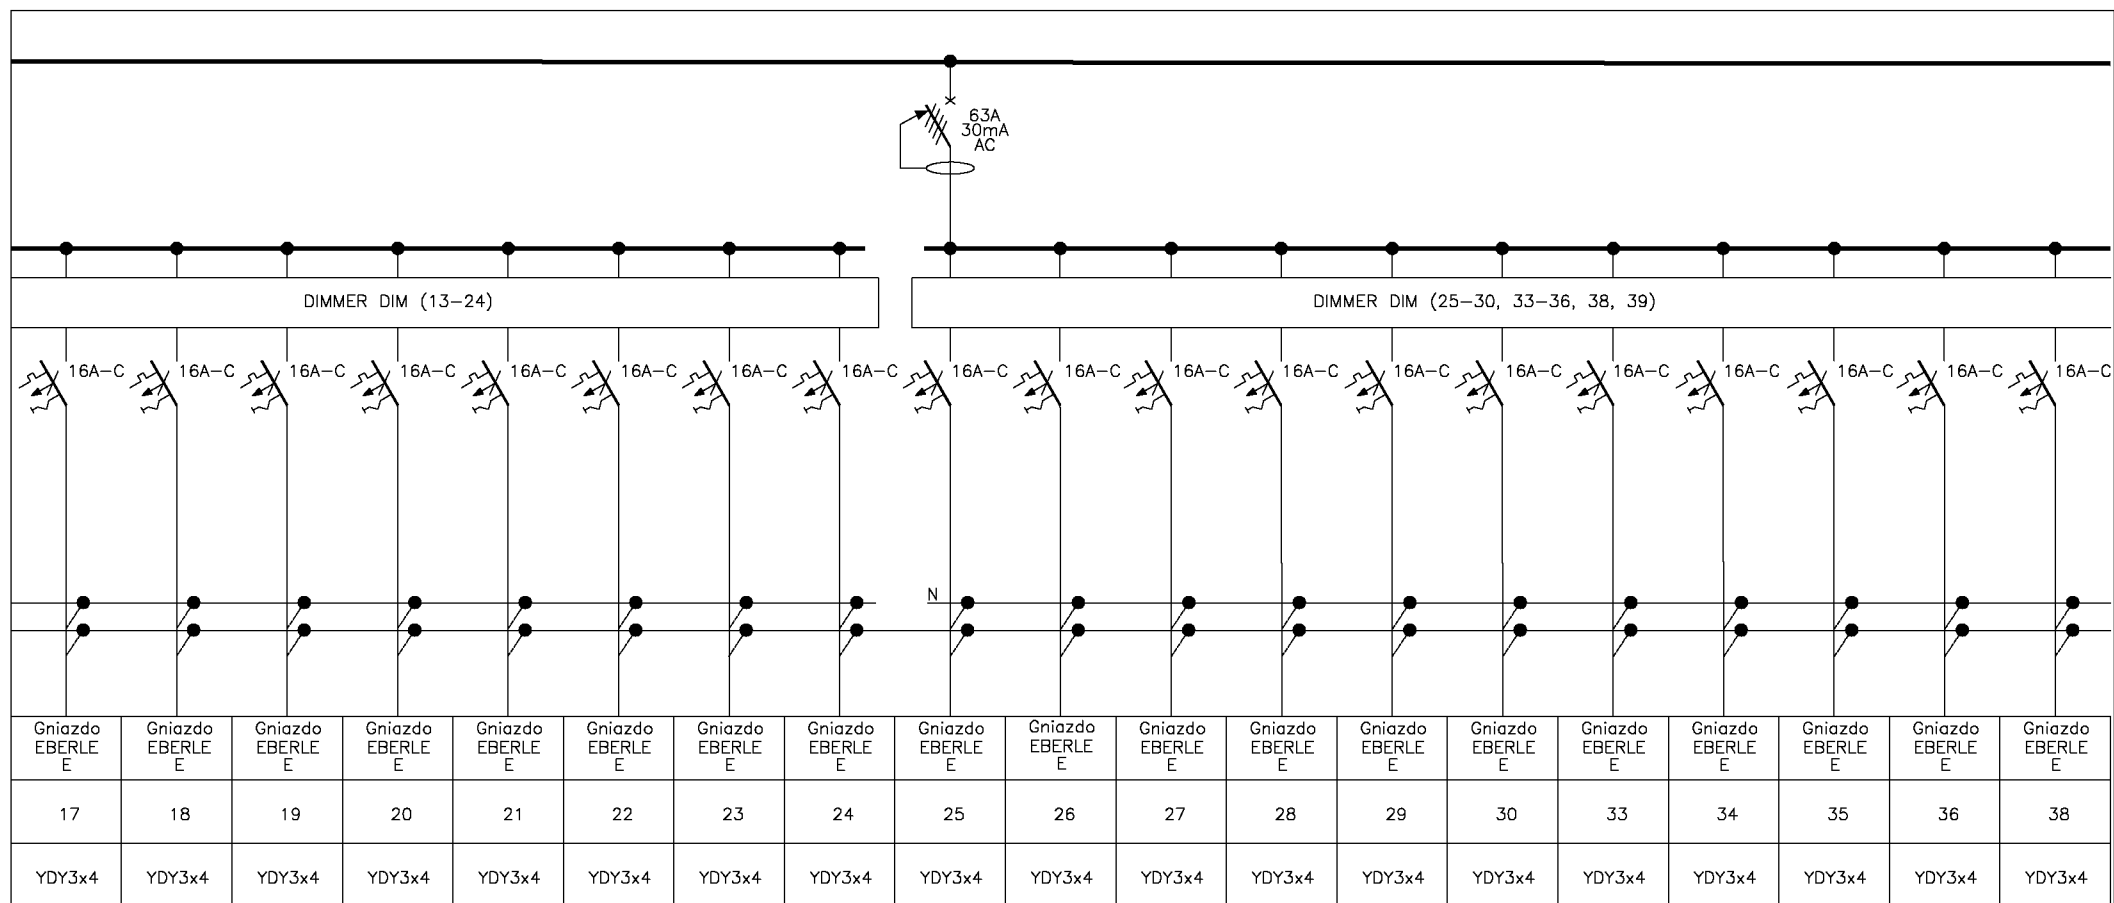 63A
30mA
AC
DIMMER DIM (13-24)
DIMMER DIM (25-30, 33-36, 38, 39)
16A-C 16A-C 16A-C 16A-C 16A-C 16A-C 16A-C 16A-C 16A-C 16A-C 16A-C 16A-C 16A-C 16A-C 16A-C 16A-C 16A-C 16A-C 16A-C
N
Gniazdo Gniazdo Gniazdo Gniazdo Gniazdo Gniazdo Gniazdo Gniazdo Gniazdo Gniazdo Gniazdo Gniazdo Gniazdo Gniazdo Gniazdo Gniazdo Gniazdo Gniazdo Gniazdo
EBERLE EBERLE EBERLE EBERLE EBERLE EBERLE EBERLE EBERLE EBERLE EBERLE EBERLE EBERLE EBERLE EBERLE EBERLE EBERLE EBERLE EBERLE EBERLE
E E E E E E E E E E E E E E E E E E E
17 18 19 20 21 22 23 24 25 26 27 28 29 30 33 34 35 36 38
YDY3x4 YDY3x4 YDY3x4 YDY3x4 YDY3x4 YDY3x4 YDY3x4 YDY3x4 YDY3x4 YDY3x4 YDY3x4 YDY3x4 YDY3x4 YDY3x4 YDY3x4 YDY3x4 YDY3x4 YDY3x4 YDY3x4